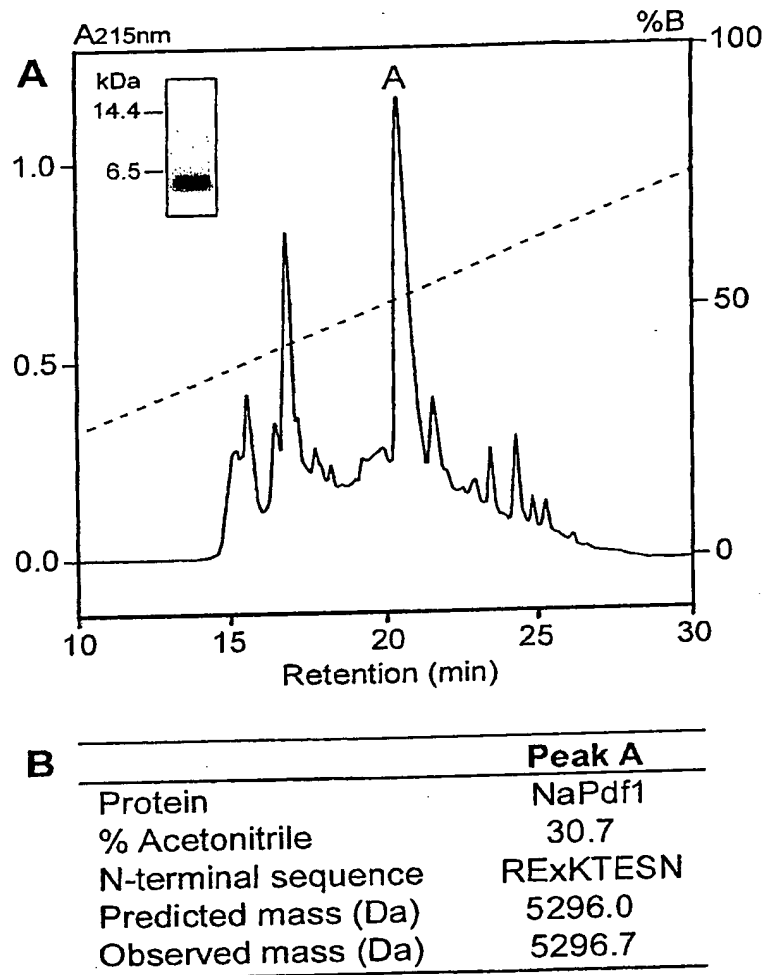 A215nm
%B
A
kDa
14.4
6.5
A
100
1.0
50
0.5
0.0
0
10 15 20 25 30
Retention (min)
B
Peak A
Protein NaPdf1
% Acetonitrile 30.7
N-terminal sequence RExKTESN
Predicted mass (Da) 5296.0
Observed mass (Da) 5296.7